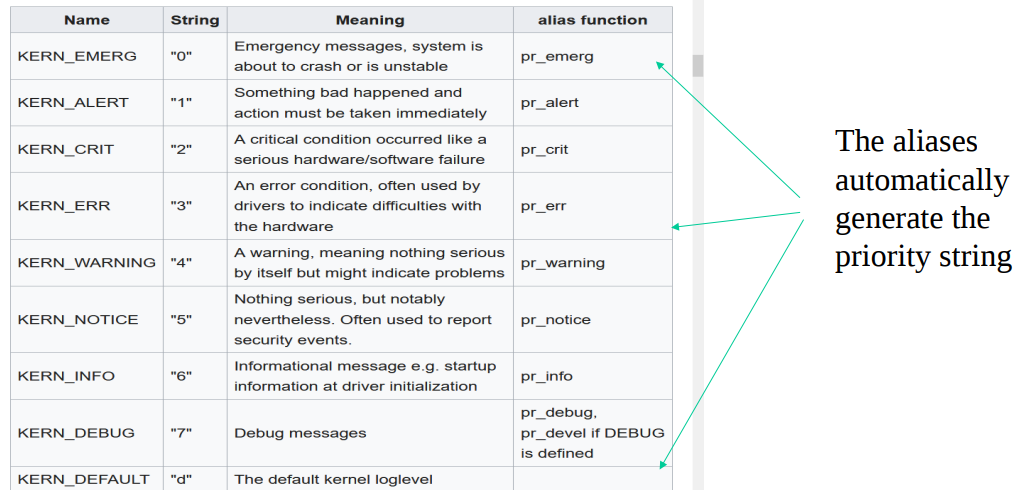 Name String Meaning alias function
KERN_EMERG "0" Emergency messages, system is
about to crash or is unstable pr_emerg
KERN_ALERT "1" Something bad happened and
action must be taken immediately pr_alert
KERN_CRIT "2" A critical condition occurred like a
serious hardware/software failure pr_crit
KERN_ERR "3" An error condition, often used by
drivers to indicate difficulties with
the hardware pr_err
KERN_WARNING "4" A warning, meaning nothing serious
by itself but might indicate problems pr_warning
KERN_NOTICE "5" Nothing serious, but notably
nevertheless. Often used to report
security events. pr_notice
KERN_INFO "6" Informational message e.g. startup
information at driver initialization pr_info
KERN_DEBUG "7" Debug messages pr_debug,
pr_devel if DEBUG
is defined
KERN_DEFAULT "d" The default kernel loglevel
The aliases
automatically
generate the
priority string